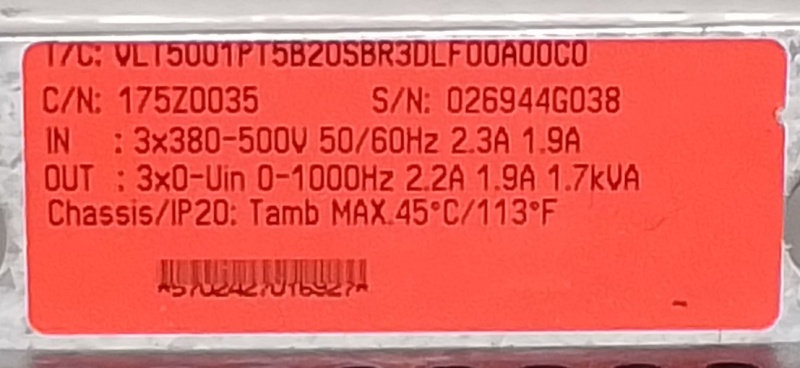 T/C: VLT5001PT5B20SBR3DLF00A00C0
C/N: 175Z0035 S/N: 026944G038
IN : 3x380-500V 50/60Hz 2.3A 1.9A
OUT : 3x0-Uin 0-1000Hz 2.2A 1.9A 1.7kVA
Chassis/IP20: Tamb MAX.45°C/113°F